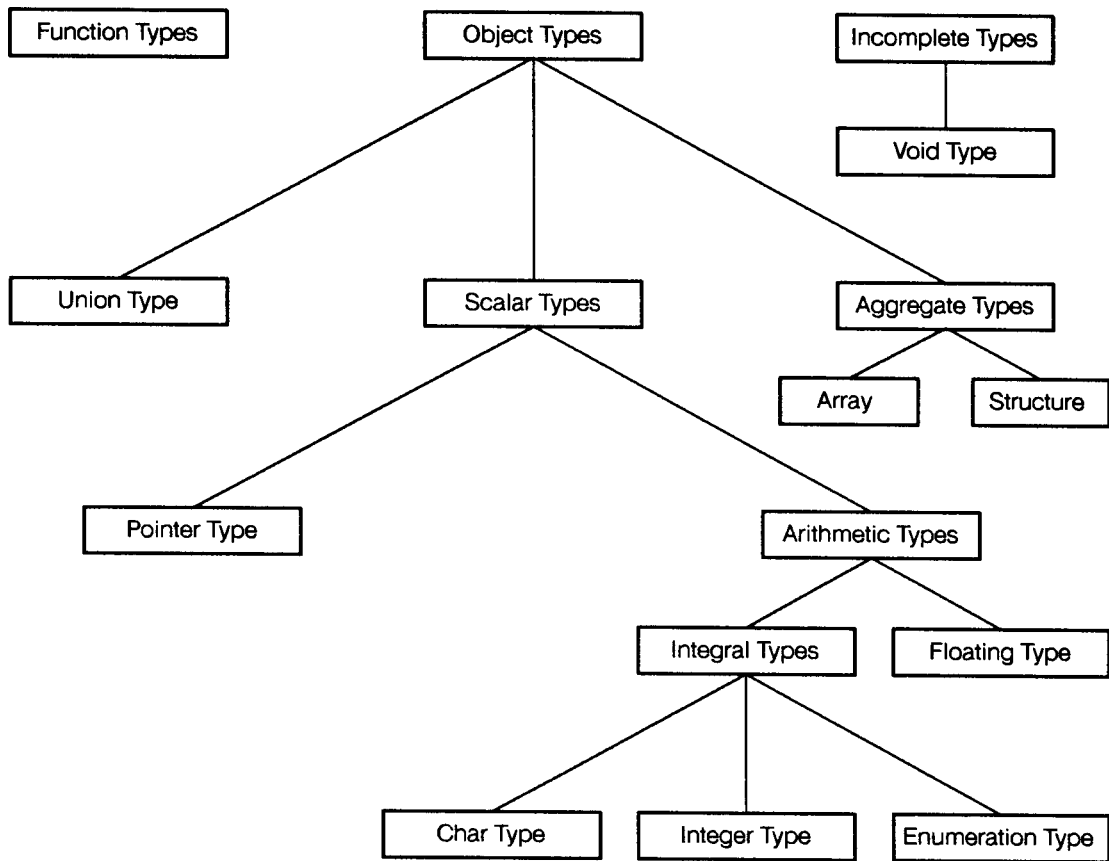 Function Types
Object Types
Incomplete Types
Void Type
Union Type
Scalar Types
Aggregate Types
Array
Structure
Pointer Type
Arithmetic Types
Integral Types
Floating Type
Char Type
Integer Type
Enumeration Type